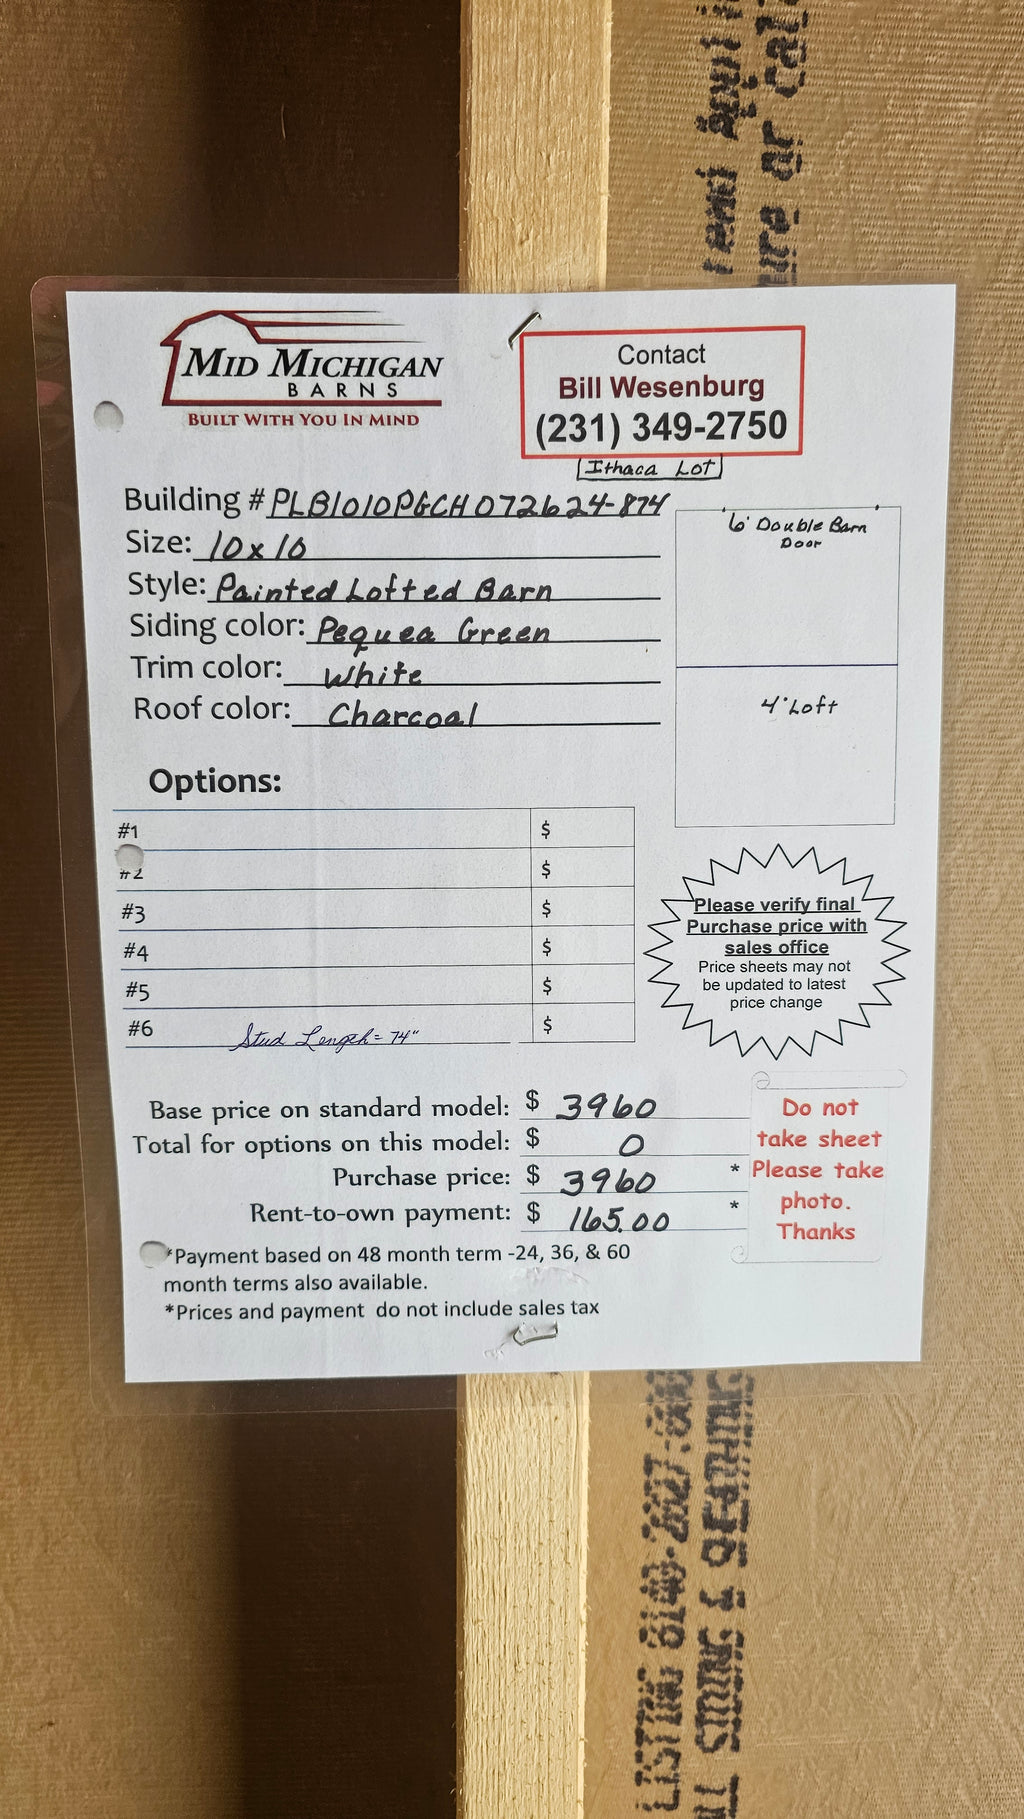 MID MICHIGAN
BARNS
BUILT WITH YOU IN MIND
Contact
Bill Wesenburg
(231) 349-2750
Ithaca Lot
Building # PLB1010PGCH072624-874
Size: 10x10
Style: Painted Lofted Barn
Siding color: Pequea Green
Trim color: White
Roof color: Charcoal
6' Double Barn
Door
4' Loft
Options:
#1 $
#2 $
#3 $
#4 $
#5 $
#6 Stud Length = 74" $
Please verify final
Purchase price with
sales office
Price sheets may not
be updated to latest
price change
Base price on standard model: $ 3960
Total for options on this model: $ 0
Purchase price: $ 3960 *
Rent-to-own payment: $ 165.00 *
Do not
take sheet
Please take
photo.
Thanks
*Payment based on 48 month term -24, 36, & 60
month terms also available.
*Prices and payment do not include sales tax
LISTING
SIDING &